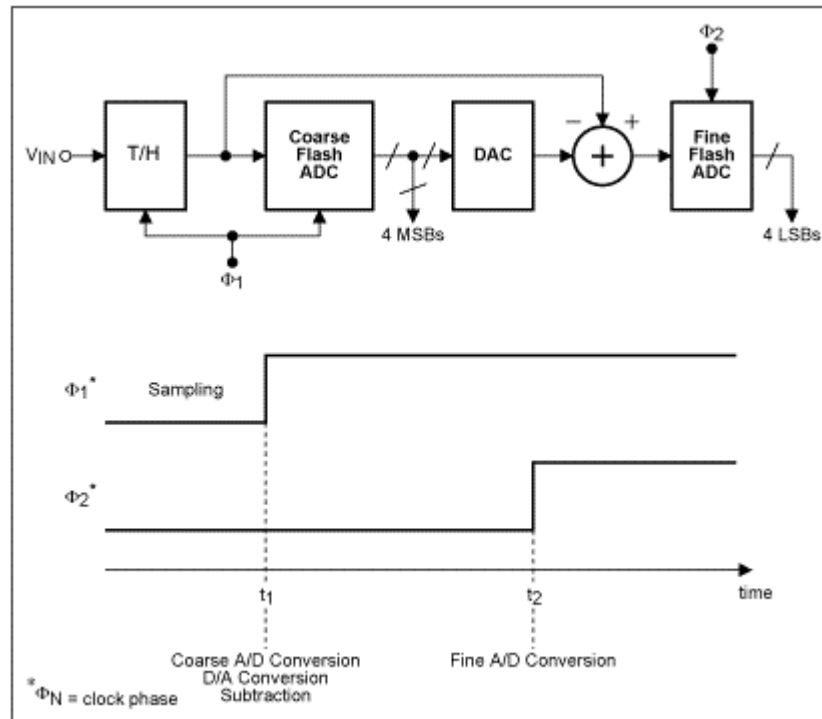 Φ2
VIN
T/H
Coarse
Flash
ADC
DAC
− +
+
Fine
Flash
ADC
4 MSBs
4 LSBs
Φ1
Φ1*
Sampling
Φ2*
t1
t2
time
Coarse A/D Conversion
D/A Conversion
Subtraction
Fine A/D Conversion
*ΦN = clock phase